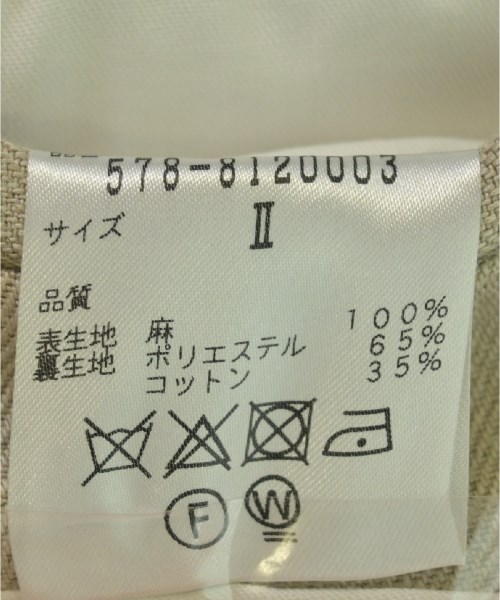 578-8120003
サイズ II
品質
表生地 麻 100%
裏生地 ポリエステル 65%
コットン 35%
F W